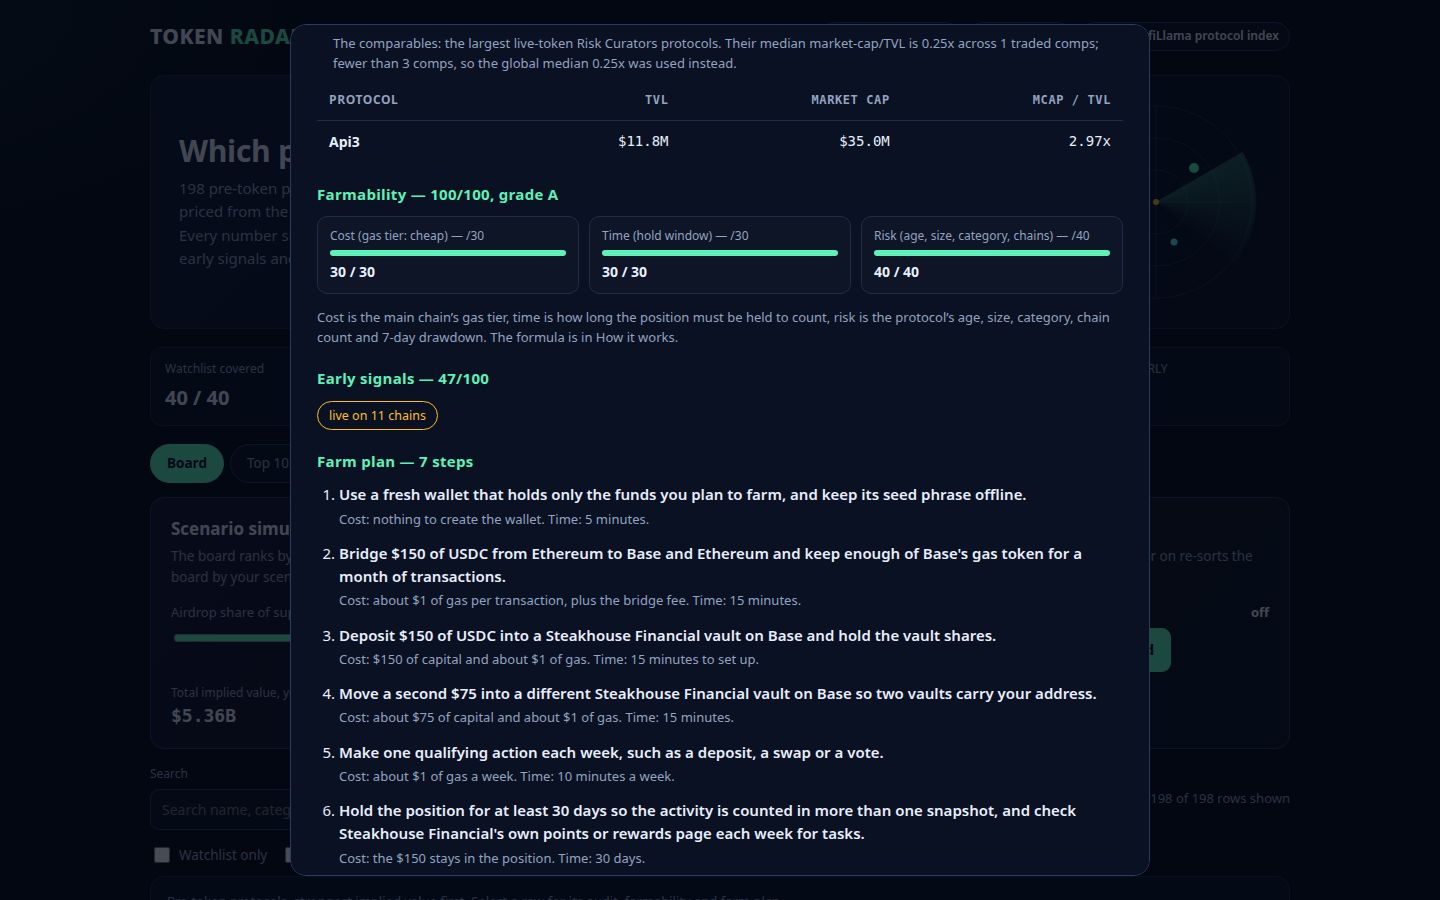 TOKEN RADA
fiLlama protocol index
The comparables: the largest live-token Risk Curators protocols. Their median market-cap/TVL is 0.25x across 1 traded comps;
fewer than 3 comps, so the global median 0.25x was used instead.
PROTOCOL TVL MARKET CAP MCAP / TVL
Api3 $11.8M $35.0M 2.97x
Which p
198 pre-token p
priced from the
Every number s
early signals and
Farmability — 100/100, grade A
Cost (gas tier: cheap) — /30
30 / 30
Time (hold window) — /30
30 / 30
Risk (age, size, category, chains) — /40
40 / 40
Cost is the main chain’s gas tier, time is how long the position must be held to count, risk is the protocol’s age, size, category, chain
count and 7-day drawdown. The formula is in How it works.
Watchlist covered
40 / 40
RLY
Early signals — 47/100
live on 11 chains
Board
Top 10
Farm plan — 7 steps
1. Use a fresh wallet that holds only the funds you plan to farm, and keep its seed phrase offline.
Cost: nothing to create the wallet. Time: 5 minutes.
2. Bridge $150 of USDC from Ethereum to Base and Ethereum and keep enough of Base's gas token for a
month of transactions.
Cost: about $1 of gas per transaction, plus the bridge fee. Time: 15 minutes.
3. Deposit $150 of USDC into a Steakhouse Financial vault on Base and hold the vault shares.
Cost: $150 of capital and about $1 of gas. Time: 15 minutes to set up.
4. Move a second $75 into a different Steakhouse Financial vault on Base so two vaults carry your address.
Cost: about $75 of capital and about $1 of gas. Time: 15 minutes.
5. Make one qualifying action each week, such as a deposit, a swap or a vote.
Cost: about $1 of gas a week. Time: 10 minutes a week.
6. Hold the position for at least 30 days so the activity is counted in more than one snapshot, and check
Steakhouse Financial's own points or rewards page each week for tasks.
Cost: the $150 stays in the position. Time: 30 days.
Scenario simu
The board ranks by
board by your scen
r on re-sorts the
Airdrop share of sup
off
d
Total implied value, y
$5.36B
Search
Search name, categ
198 of 198 rows shown
Watchlist only